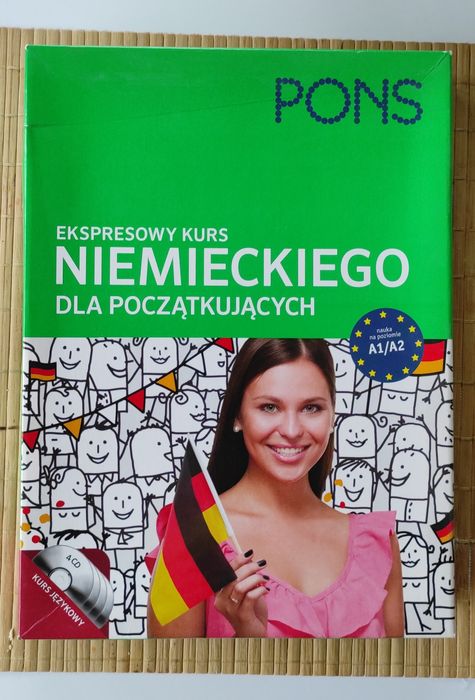 PONS
EKSPRESOWY KURS
NIEMIECKIEGO
DLA POCZĄTKUJĄCYCH
nauka
na poziomie
A1/A2
4 CD
KURS JĘZYKOWY